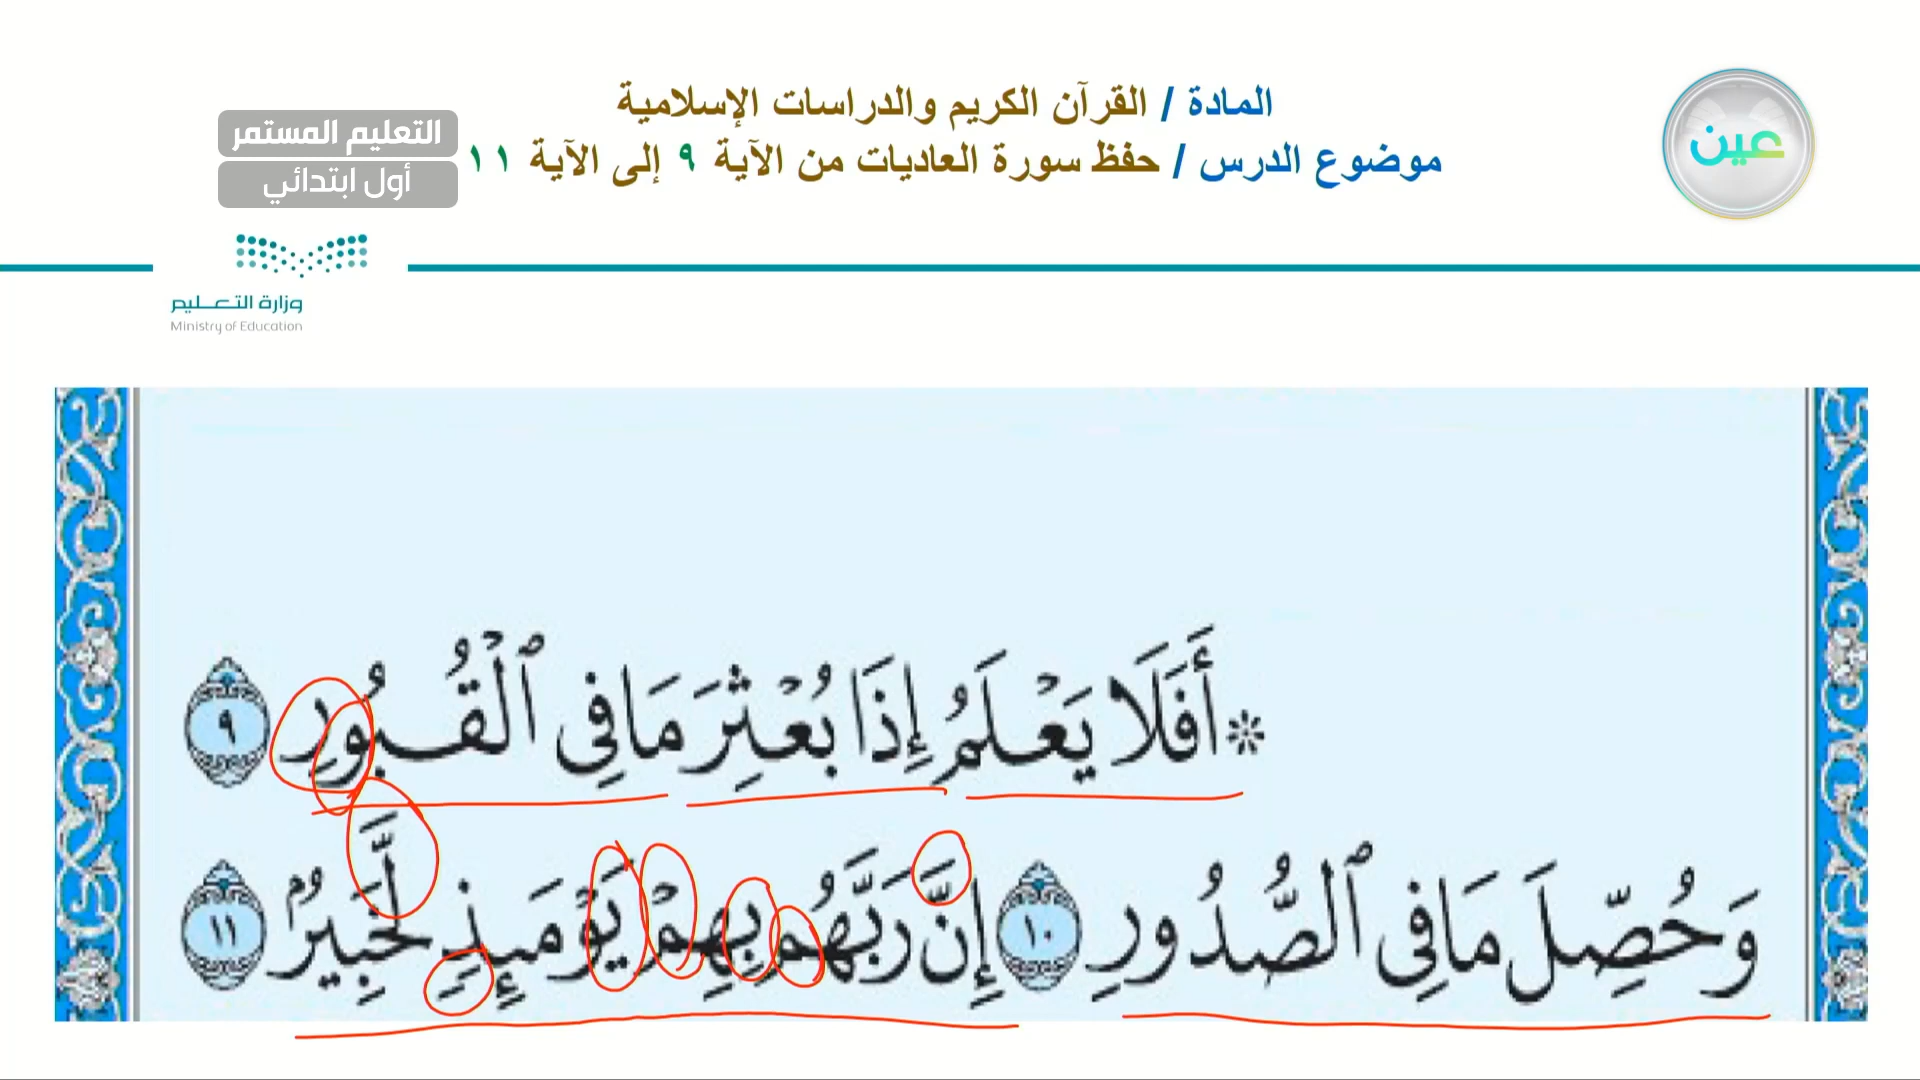 المادة / القرآن الكريم والدراسات الإسلامية
موضوع الدرس / حفظ سورة العاديات من الآية ٩ إلى الآية ١١
عين
التعليم المستمر
أول ابتدائي
وزارة التعليم
Ministry of Education
۞ أَفَلَا يَعْلَمُ إِذَا بُعْثِرَ مَا فِي ٱلْقُبُورِ ٩
وَحُصِّلَ مَا فِي ٱلصُّدُورِ ١٠ إِنَّ رَبَّهُم بِهِمْ يَوْمَئِذٍ لَّخَبِيرٌ ١١